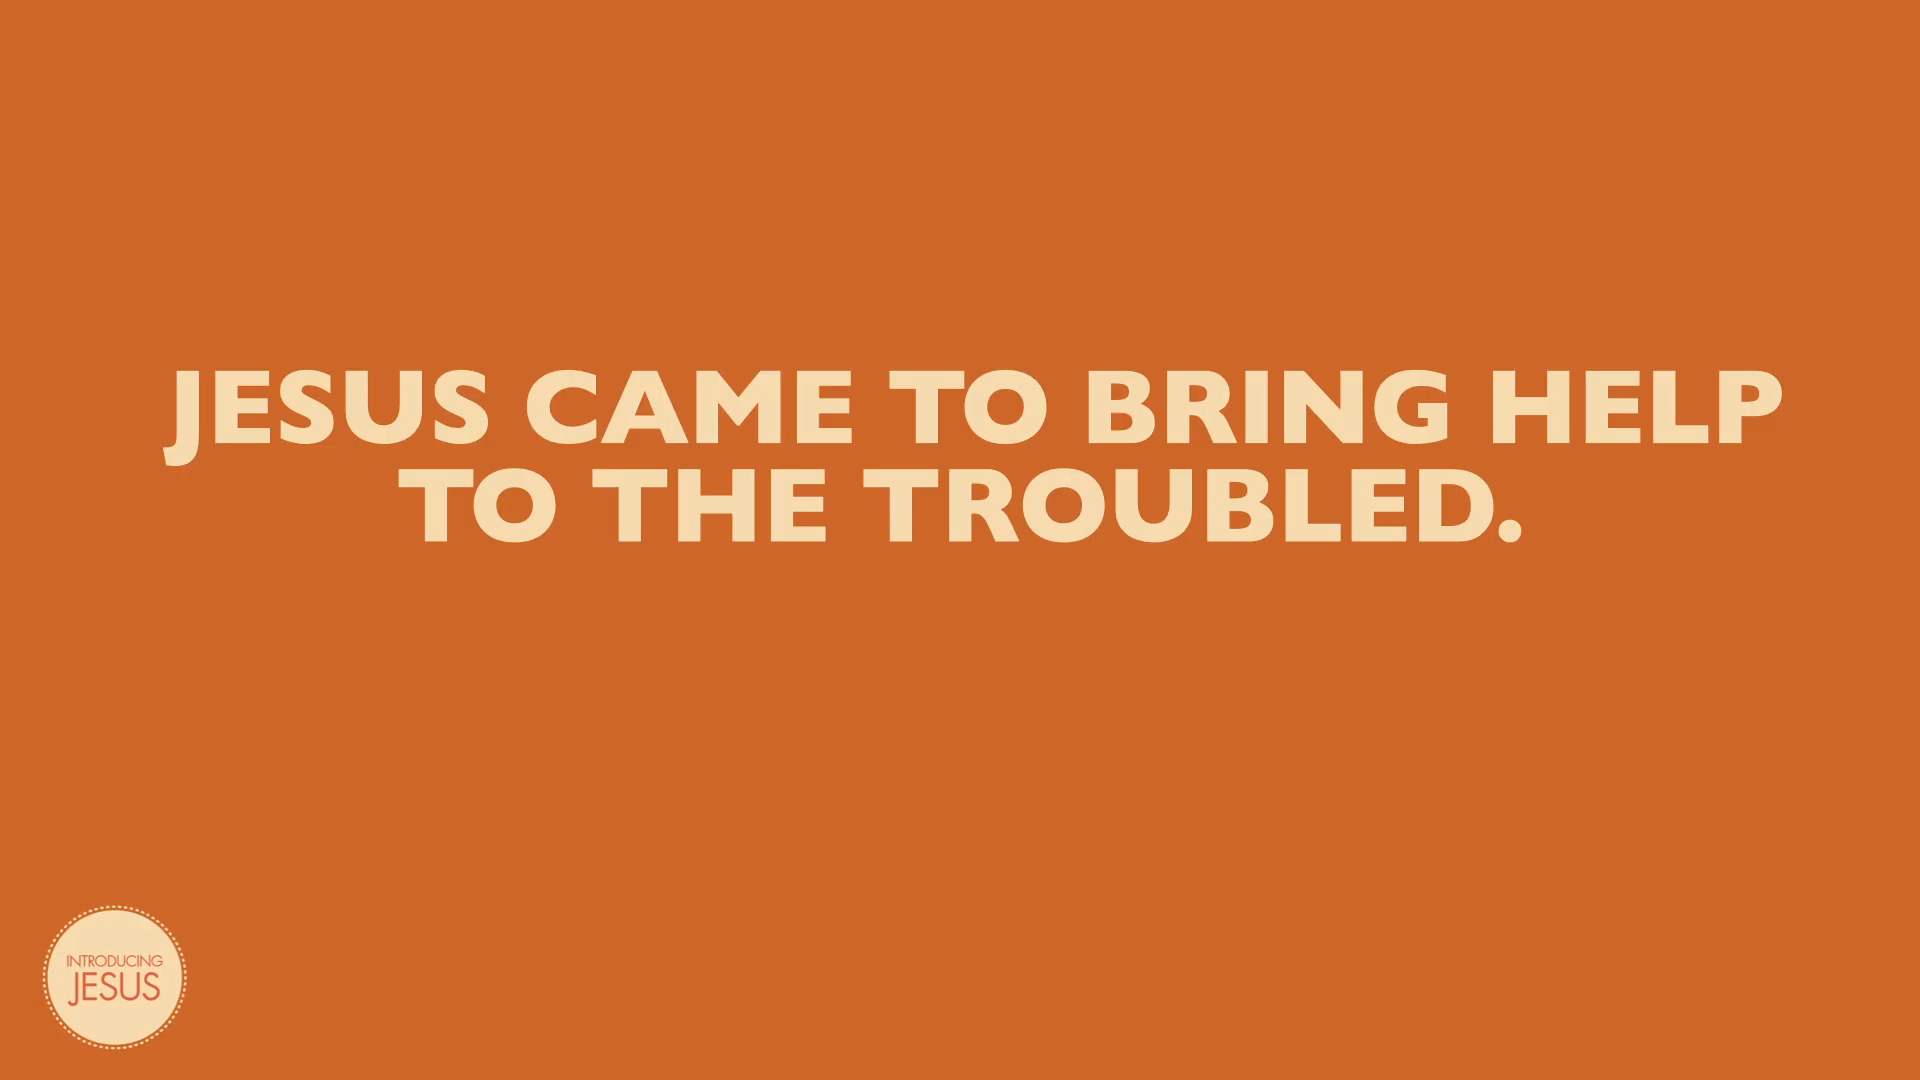 JESUS CAME TO BRING HELP
TO THE TROUBLED.
INTRODUCING
JESUS